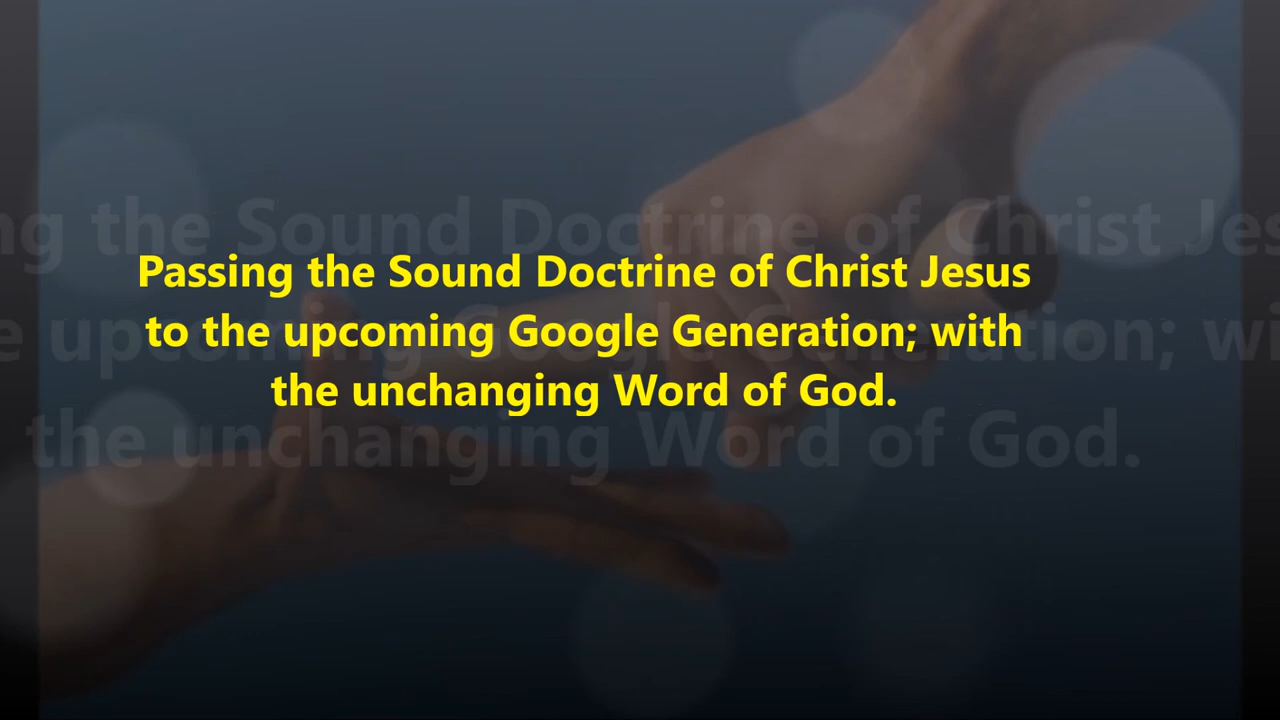 Passing the Sound Doctrine of Christ Jesus
to the upcoming Google Generation; with
the unchanging Word of God.